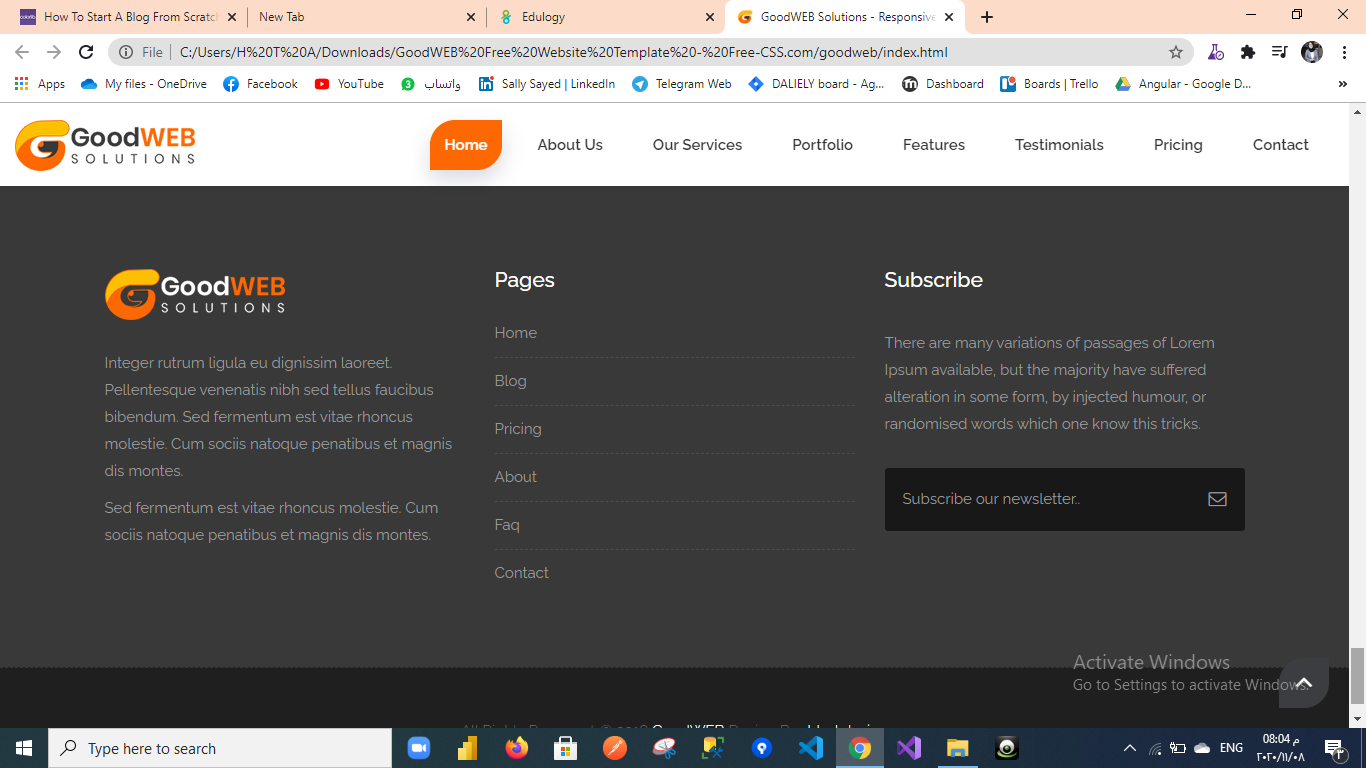 How To Start A Blog From Scratch
New Tab
Edulogy
GoodWEB Solutions - Responsive
File
C:/Users/H%20T%20A/Downloads/GoodWEB%20Free%20Website%20Template%20-%20Free-CSS.com/goodweb/index.html
Apps
My files - OneDrive
Facebook
YouTube
3
واتساب
Sally Sayed | LinkedIn
Telegram Web
DALIELY board - Ag...
Dashboard
Boards | Trello
Angular - Google D...
»
GoodWEB
SOLUTIONS
Home
About Us
Our Services
Portfolio
Features
Testimonials
Pricing
Contact
GoodWEB
SOLUTIONS
Integer rutrum ligula eu dignissim laoreet.
Pellentesque venenatis nibh sed tellus faucibus
bibendum. Sed fermentum est vitae rhoncus
molestie. Cum sociis natoque penatibus et magnis
dis montes.
Sed fermentum est vitae rhoncus molestie. Cum
sociis natoque penatibus et magnis dis montes.
Pages
Home
Blog
Pricing
About
Faq
Contact
Subscribe
There are many variations of passages of Lorem
Ipsum available, but the majority have suffered
alteration in some form, by injected humour, or
randomised words which one know this tricks.
Subscribe our newsletter..
Activate Windows
Go to Settings to activate Windows.
GoodWEB
Type here to search
ENG
08:04 م
٢٠٢٠/١١/٠٨
٣